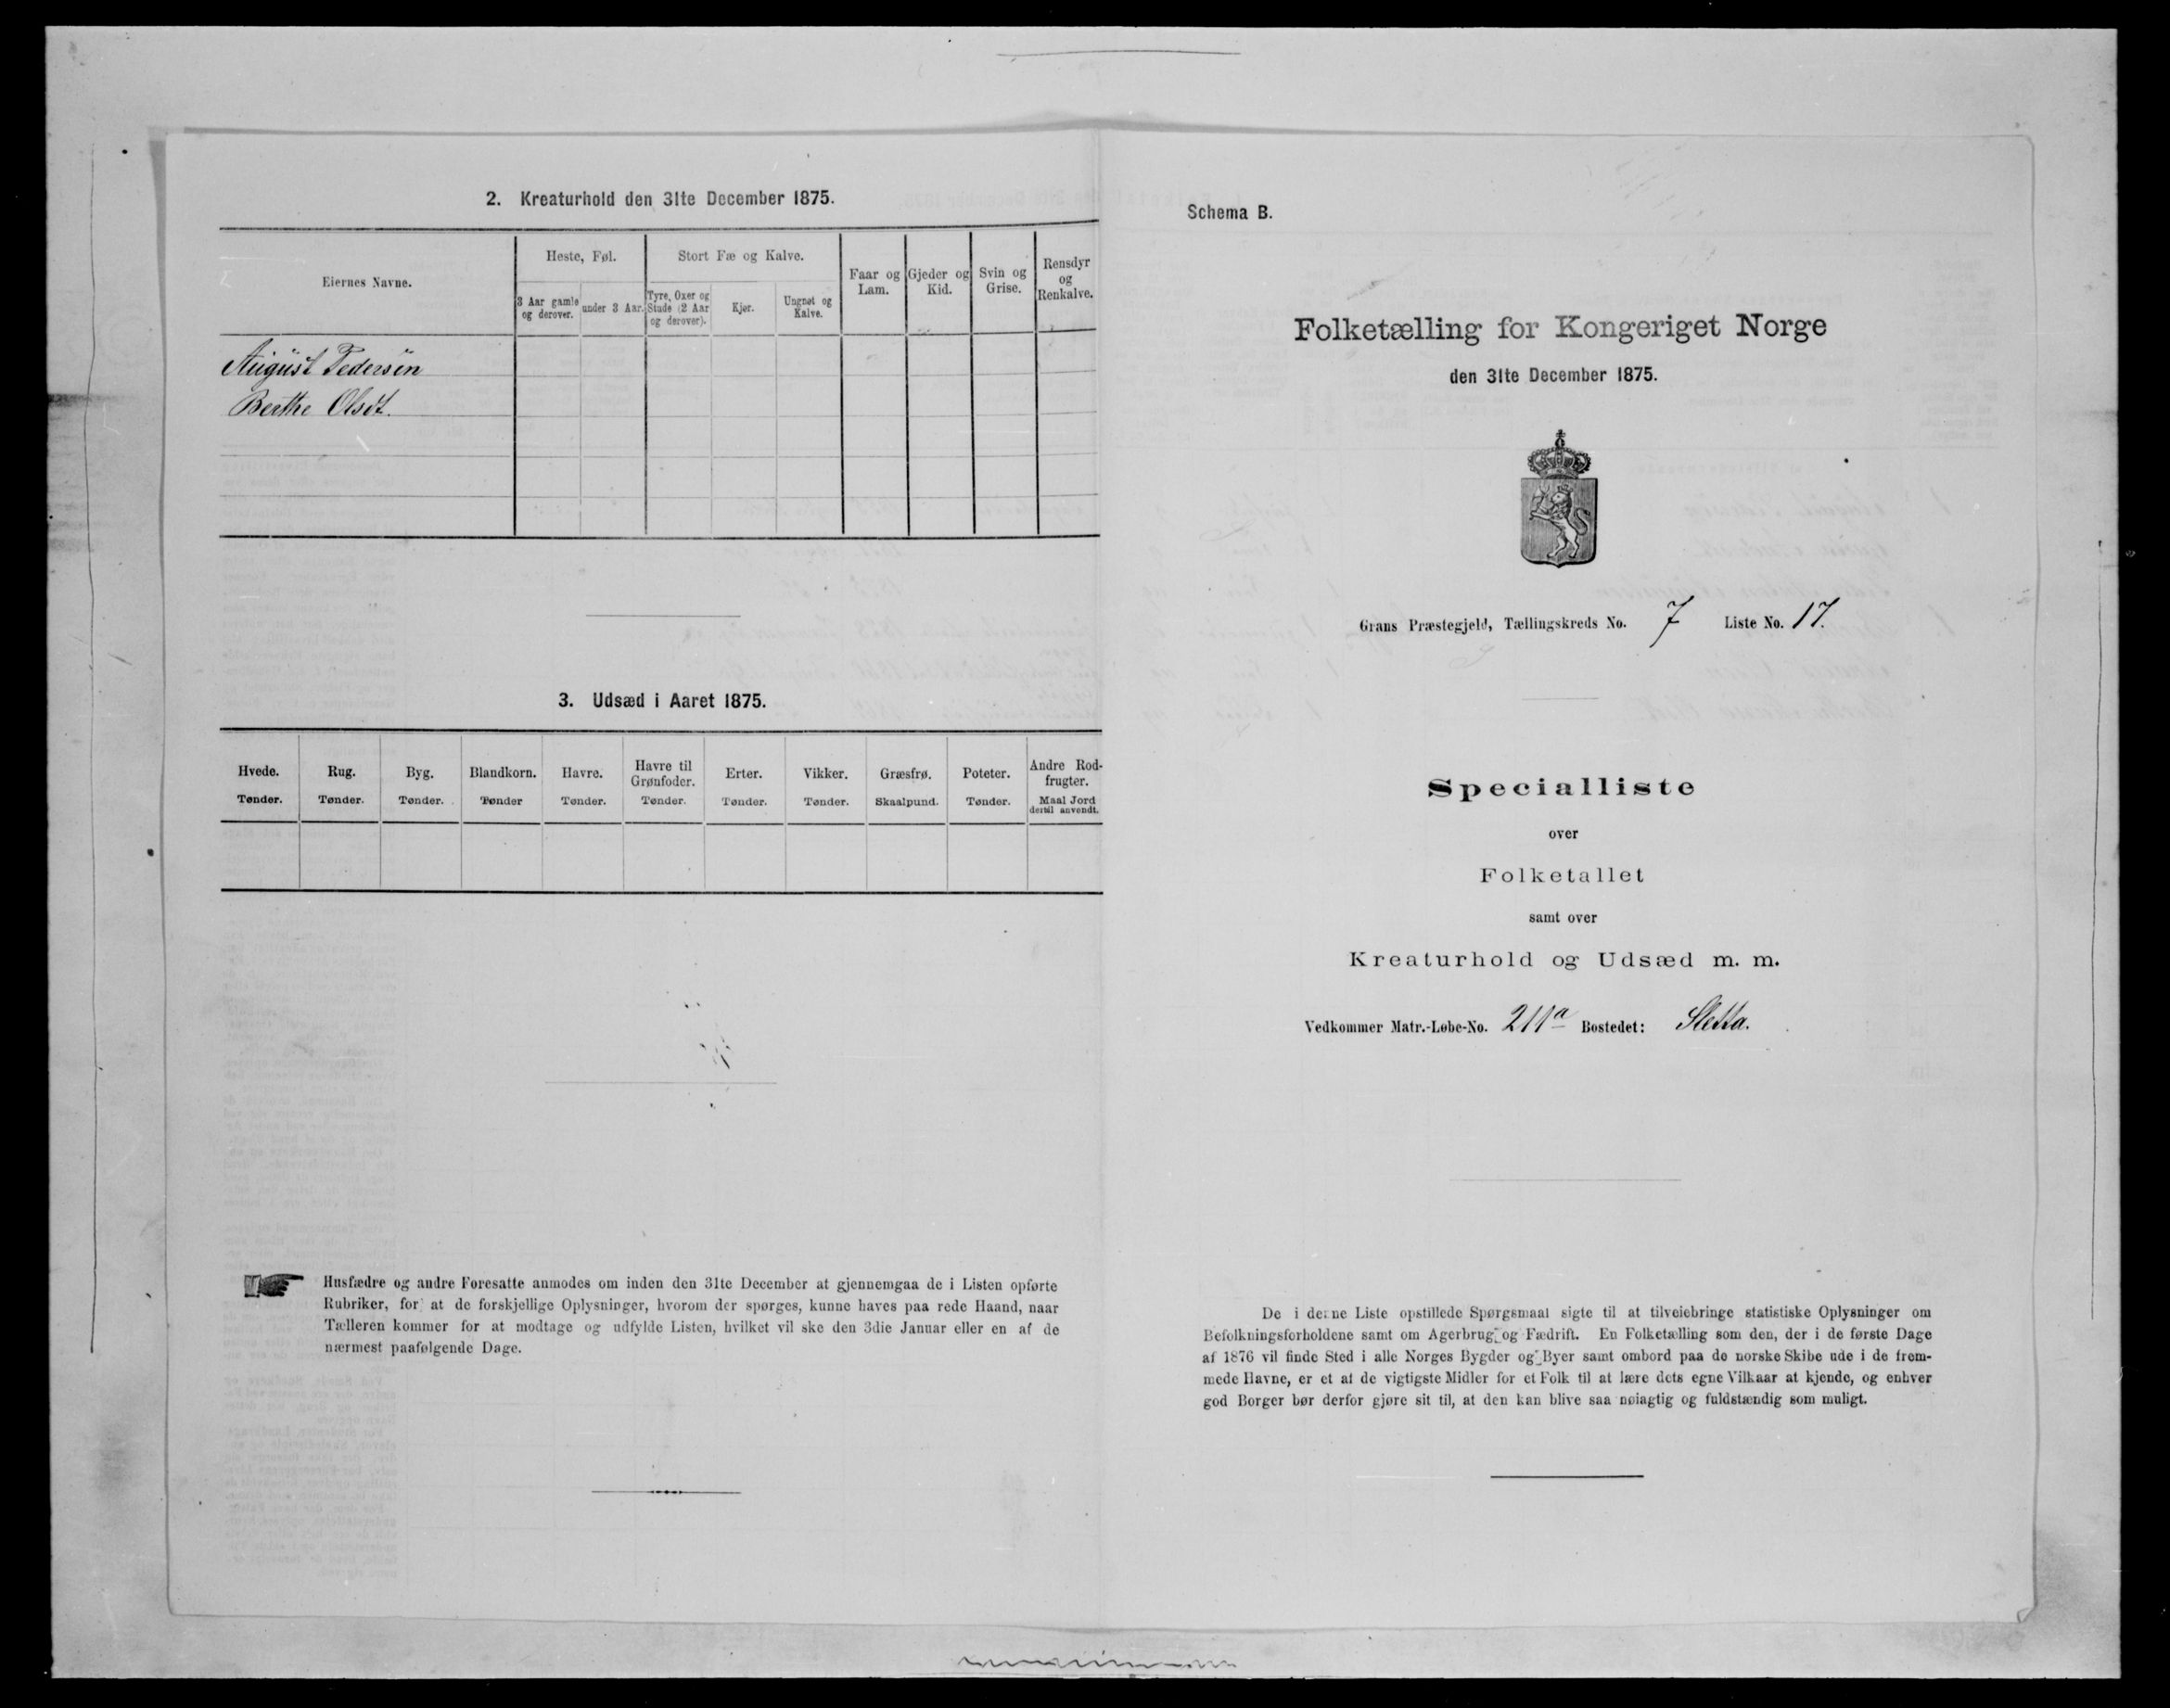 2. Kreaturhold den 31te December 1875.
Eiernes Navne.
Heste, Føl.
Stort Fæ og Kalve.
Faar og Lam.
Gjeder og Kid.
Svin og Grise.
Rensdyr og Renkalve.
3 Aar gamle og derover.
under 3 Aar.
Tyre, Oxer og Stude (2 Aar og derover).
Kjør.
Ungnøt og Kalve.
August Pedersen
Berthe Olsdt.
3. Udsæd i Aaret 1875.
Hvede. Tønder.
Rug. Tønder.
Byg. Tønder.
Blandkorn. Tønder
Havre. Tønder.
Havre til Grønfoder. Tønder.
Erter. Tønder.
Vikker. Tønder.
Græsfrø. Skaalpund.
Poteter. Tønder.
Andre Rodfrugter. Maal Jord dertil anvendt.
Husfædre og andre Foresatte anmodes om inden den 31te December at gjennemgaa de i Listen opførte
Rubriker, for at de forskjellige Oplysninger, hvorom der spørges, kunne haves paa rede Haand, naar
Tælleren kommer for at modtage og udfylde Listen, hvilket vil ske den 3die Januar eller en af de
nærmest paafølgende Dage.
Schema B.
Folketælling for Kongeriget Norge
den 31te December 1875.
Grans Præstegjeld, Tællingskreds No. 7 Liste No. 17.
Specialliste
over
Folketallet
samt over
Kreaturhold og Udsæd m. m.
Vedkommer Matr.-Løbe-No. 211a Bostedet: Sletta.
De i denne Liste opstillede Spørgsmaal sigte til at tilveiebringe statistiske Oplysninger om
Befolkningsforholdene samt om Agerbrug og Fædrift. En Folketælling som den, der i de første Dage
af 1876 vil finde Sted i alle Norges Bygder og Byer samt ombord paa de norske Skibe ude i de frem-
mede Havne, er et af de vigtigste Midler for et Folk til at lære dets egne Vilkaar at kjende, og enhver
god Borger bør derfor gjøre sit til, at den kan blive saa nøiagtig og fuldstændig som muligt.